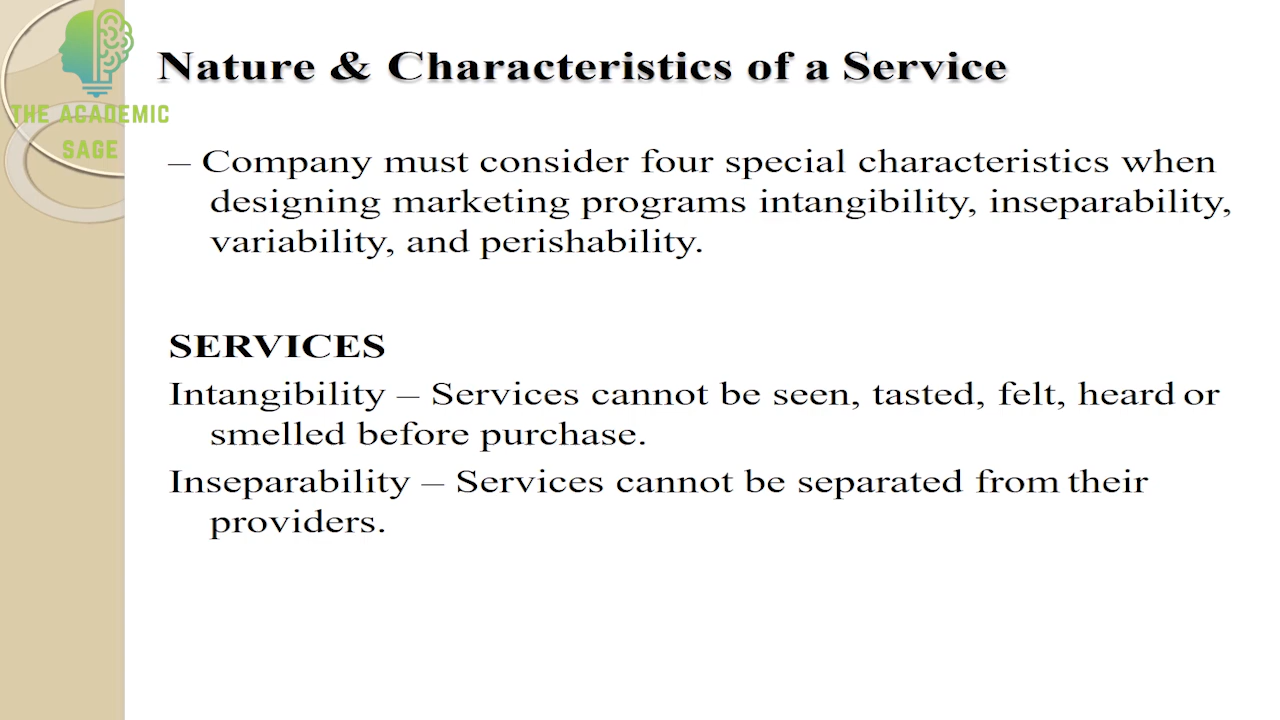 Nature & Characteristics of a Service
THE ACADEMIC
SAGE
– Company must consider four special characteristics when
designing marketing programs intangibility, inseparability,
variability, and perishability.
SERVICES
Intangibility – Services cannot be seen, tasted, felt, heard or
smelled before purchase.
Inseparability – Services cannot be separated from their
providers.